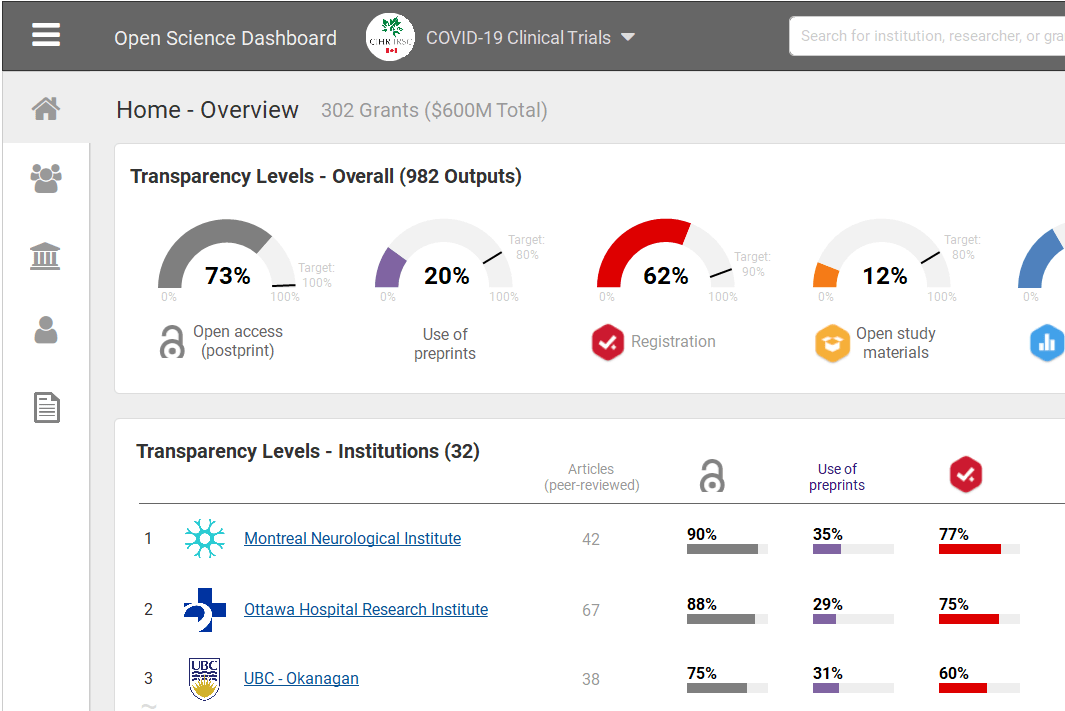 Open Science Dashboard
CIHR IRSC
COVID-19 Clinical Trials
Search for institution, researcher, or gra
Home - Overview
302 Grants ($600M Total)
Transparency Levels - Overall (982 Outputs)
73%
Target:
100%
0%
100%
Open access
(postprint)
20%
Target:
80%
0%
100%
Use of
preprints
62%
Target:
90%
0%
100%
Registration
12%
Target:
80%
0%
100%
Open study
materials
0%
Transparency Levels - Institutions (32)
Articles
(peer-reviewed)
Use of
preprints
1
Montreal Neurological Institute
42
90%
35%
77%
2
Ottawa Hospital Research Institute
67
88%
29%
75%
3
UBC
UBC - Okanagan
38
75%
31%
60%